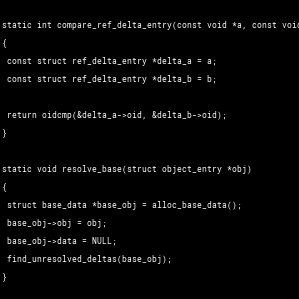 static int compare_ref_delta_entry(const void *a, const void
{
const struct ref_delta_entry *delta_a = a;
const struct ref_delta_entry *delta_b = b;
return oidcmp(&delta_a->oid, &delta_b->oid);
}
static void resolve_base(struct object_entry *obj)
{
struct base_data *base_obj = alloc_base_data();
base_obj->obj = obj;
base_obj->data = NULL;
find_unresolved_deltas(base_obj);
}